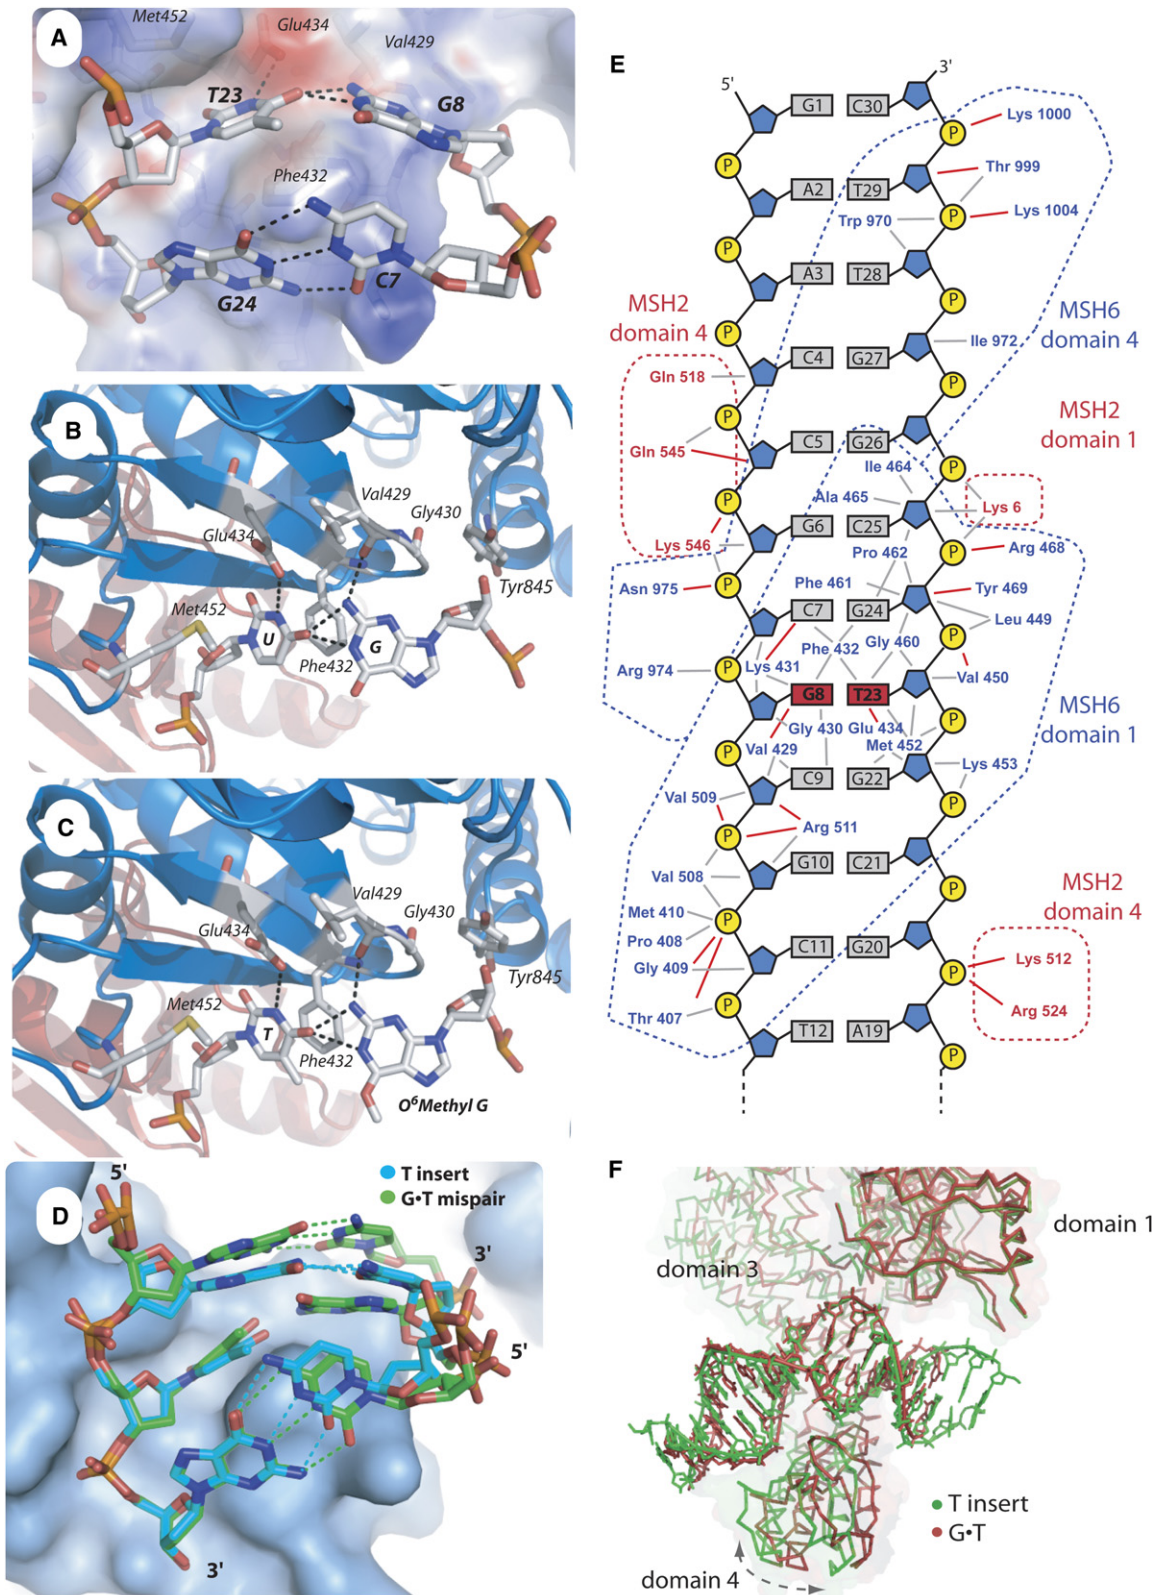 A
Met452
Glu434
Val429
T23
G8
Phe432
G24
C7
B
Val429
Gly430
Glu434
Met452
Tyr845
U
G
Phe432
C
Val429
Gly430
Glu434
Met452
Tyr845
T
Phe432
O⁶Methyl G
D
5'
T insert
G•T mispair
3'
5'
3'
E
5'
3'
G1 C30
P
Lys 1000
P
Thr 999
A2 T29
P
Lys 1004
Trp 970
P
A3 T28
MSH2
domain 4
P
MSH6
domain 4
P
Ile 972
C4 G27
Gln 518
P
MSH2
domain 1
P
C5 G26
Gln 545
Ile 464
P
Ala 465
Lys 6
P
G6 C25
Lys 546
Pro 462
P
Arg 468
Asn 975
P
Phe 461
Tyr 469
C7 G24
Leu 449
P
Gly 460
Phe 432
Lys 431
Arg 974
P
Val 450
G8 T23
MSH6
domain 1
Gly 430
Glu 434
P
Val 429
Met 452
P
Lys 453
C9 G22
Val 509
P
Arg 511
P
G10 C21
Val 508
MSH2
domain 4
P
Met 410
P
Pro 408
C11 G20
Gly 409
Lys 512
P
Thr 407
P
Arg 524
T12 A19
P
F
domain 1
domain 3
T insert
G•T
domain 4